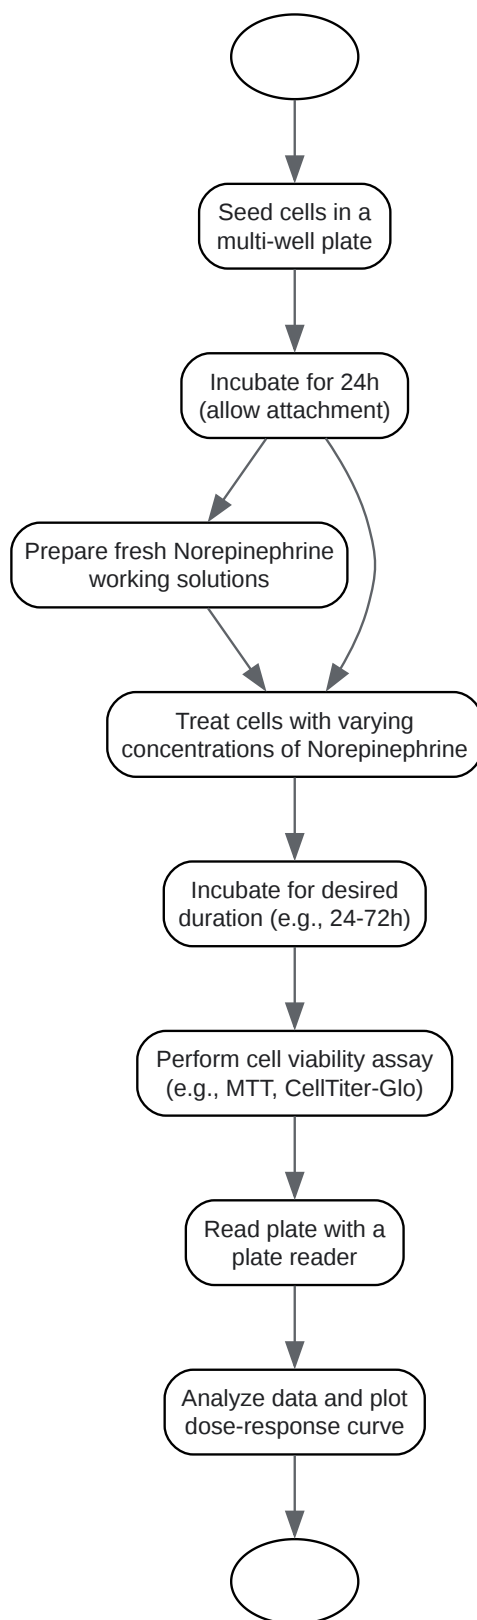 Seed cells in a
multi-well plate
Incubate for 24h
(allow attachment)
Prepare fresh Norepinephrine
working solutions
Treat cells with varying
concentrations of Norepinephrine
Incubate for desired
duration (e.g., 24-72h)
Perform cell viability assay
(e.g., MTT, CellTiter-Glo)
Read plate with a
plate reader
Analyze data and plot
dose-response curve